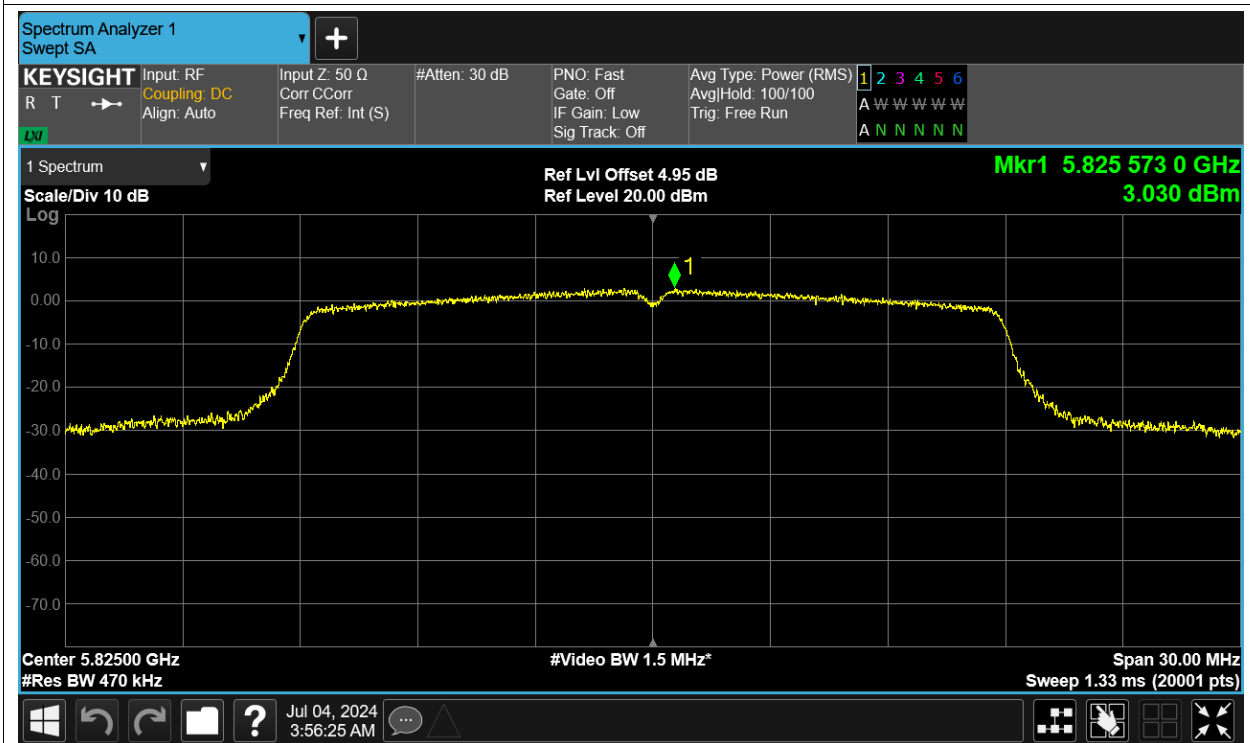 Spectrum Analyzer 1
Swept SA
KEYSIGHT
R T
LXI
Input: RF
Coupling: DC
Align: Auto
Input Z: 50 Ω
Corr CCorr
Freq Ref: Int (S)
#Atten: 30 dB
PNO: Fast
Gate: Off
IF Gain: Low
Sig Track: Off
Avg Type: Power (RMS)
Avg|Hold: 100/100
Trig: Free Run
1 2 3 4 5 6
A W W W W W
A N N N N N
1 Spectrum
Scale/Div 10 dB
Log
Ref Lvl Offset 4.95 dB
Ref Level 20.00 dBm
Mkr1 5.825 573 0 GHz
3.030 dBm
1
10.0
0.00
-10.0
-20.0
-30.0
-40.0
-50.0
-60.0
-70.0
Center 5.82500 GHz
#Res BW 470 kHz
#Video BW 1.5 MHz*
Span 30.00 MHz
Sweep 1.33 ms (20001 pts)
?
Jul 04, 2024
3:56:25 AM